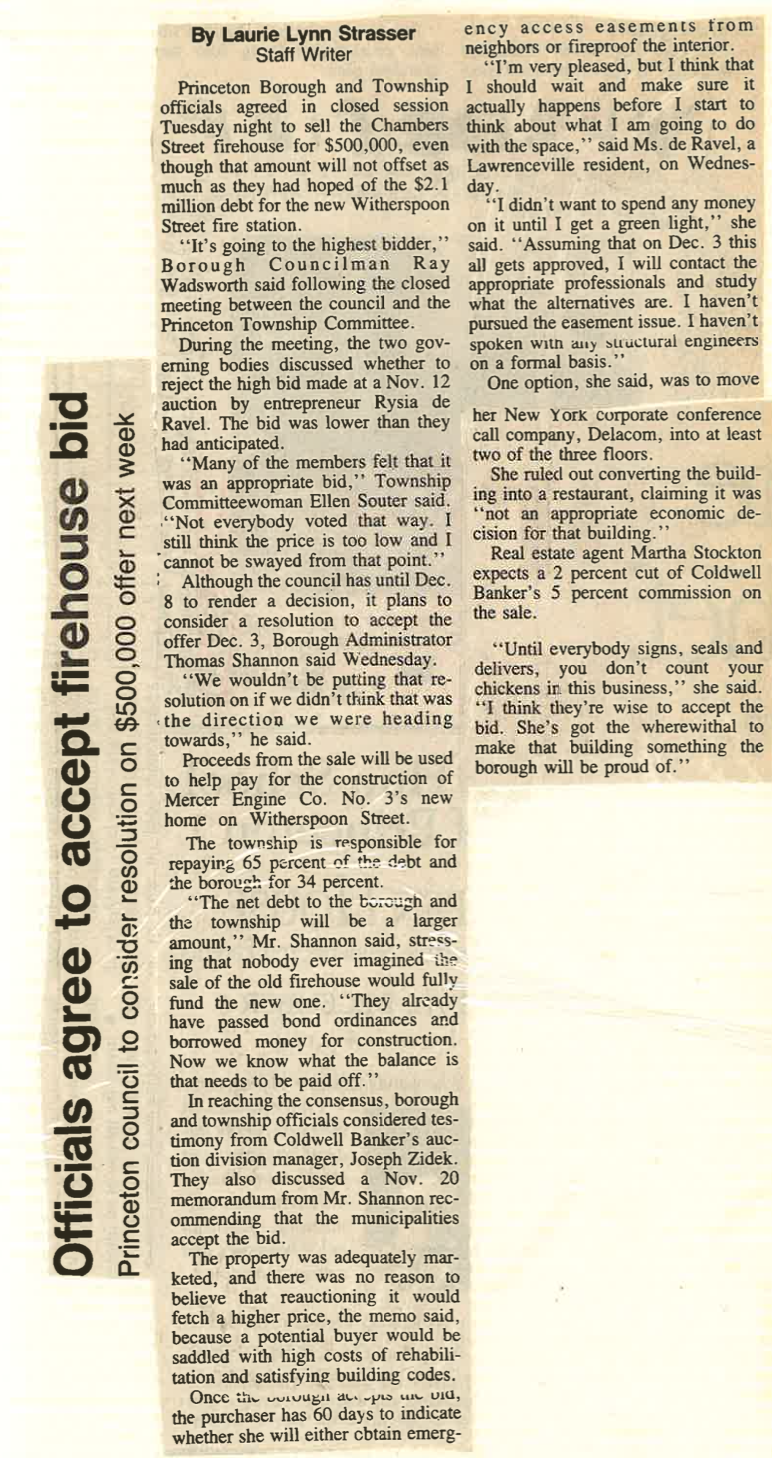 Officials agree to accept firehouse bid
Princeton council to consider resolution on $500,000 offer next week
By Laurie Lynn Strasser
Staff Writer
Princeton Borough and Township
officials agreed in closed session
Tuesday night to sell the Chambers
Street firehouse for $500,000, even
though that amount will not offset as
much as they had hoped of the $2.1
million debt for the new Witherspoon
Street fire station.
‘‘It's going to the highest bidder,’’
Borough Councilman Ray
Wadsworth said following the closed
meeting between the council and the
Princeton Township Committee.
During the meeting, the two gov-
erning bodies discussed whether to
reject the high bid made at a Nov. 12
auction by entrepreneur Rysia de
Ravel. The bid was lower than they
had anticipated.
‘‘Many of the members felt that it
was an appropriate bid,’’ Township
Committeewoman Ellen Souter said.
‘‘Not everybody voted that way. I
still think the price is too low and I
cannot be swayed from that point.’’
Although the council has until Dec.
8 to render a decision, it plans to
consider a resolution to accept the
offer Dec. 3, Borough Administrator
Thomas Shannon said Wednesday.
‘‘We wouldn't be putting that re-
solution on if we didn't think that was
the direction we were heading
towards,’’ he said.
Proceeds from the sale will be used
to help pay for the construction of
Mercer Engine Co. No. 3's new
home on Witherspoon Street.
The township is responsible for
repaying 65 percent of the debt and
the borough for 34 percent.
‘‘The net debt to the borough and
the township will be a larger
amount,’’ Mr. Shannon said, stress-
ing that nobody ever imagined the
sale of the old firehouse would fully
fund the new one. ‘‘They already
have passed bond ordinances and
borrowed money for construction.
Now we know what the balance is
that needs to be paid off.’’
In reaching the consensus, borough
and township officials considered tes-
timony from Coldwell Banker's auc-
tion division manager, Joseph Zidek.
They also discussed a Nov. 20
memorandum from Mr. Shannon rec-
ommending that the municipalities
accept the bid.
The property was adequately mar-
keted, and there was no reason to
believe that reauctioning it would
fetch a higher price, the memo said,
because a potential buyer would be
saddled with high costs of rehabili-
tation and satisfying building codes.
Once the borough accepts the bid,
the purchaser has 60 days to indicate
whether she will either obtain emerg-
ency access easements from
neighbors or fireproof the interior.
‘‘I'm very pleased, but I think that
I should wait and make sure it
actually happens before I start to
think about what I am going to do
with the space,’’ said Ms. de Ravel, a
Lawrenceville resident, on Wednes-
day.
‘‘I didn't want to spend any money
on it until I get a green light,’’ she
said. ‘‘Assuming that on Dec. 3 this
all gets approved, I will contact the
appropriate professionals and study
what the alternatives are. I haven't
pursued the easement issue. I haven't
spoken with any structural engineers
on a formal basis.’’
One option, she said, was to move
her New York corporate conference
call company, Delacom, into at least
two of the three floors.
She ruled out converting the build-
ing into a restaurant, claiming it was
‘‘not an appropriate economic de-
cision for that building.’’
Real estate agent Martha Stockton
expects a 2 percent cut of Coldwell
Banker's 5 percent commission on
the sale.
‘‘Until everybody signs, seals and
delivers, you don't count your
chickens in this business,’’ she said.
‘‘I think they're wise to accept the
bid. She's got the wherewithal to
make that building something the
borough will be proud of.’’